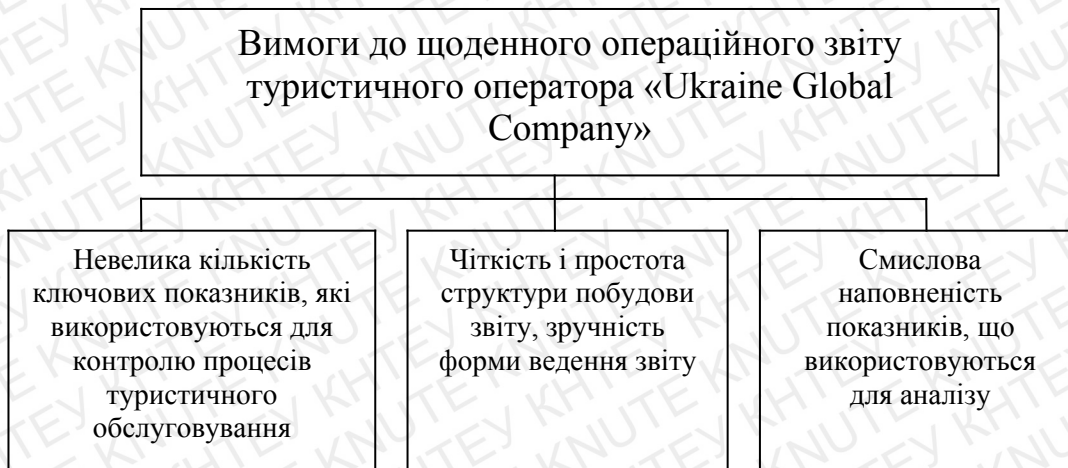 Вимоги до щоденного операційного звіту
туристичного оператора «Ukraine Global
Company»
Невелика кількість
ключових показників, які
використовуються для
контролю процесів
туристичного
обслуговування
Чіткість і простота
структури побудови
звіту, зручність
форми ведення звіту
Смислова
наповненість
показників, що
використовуються
для аналізу